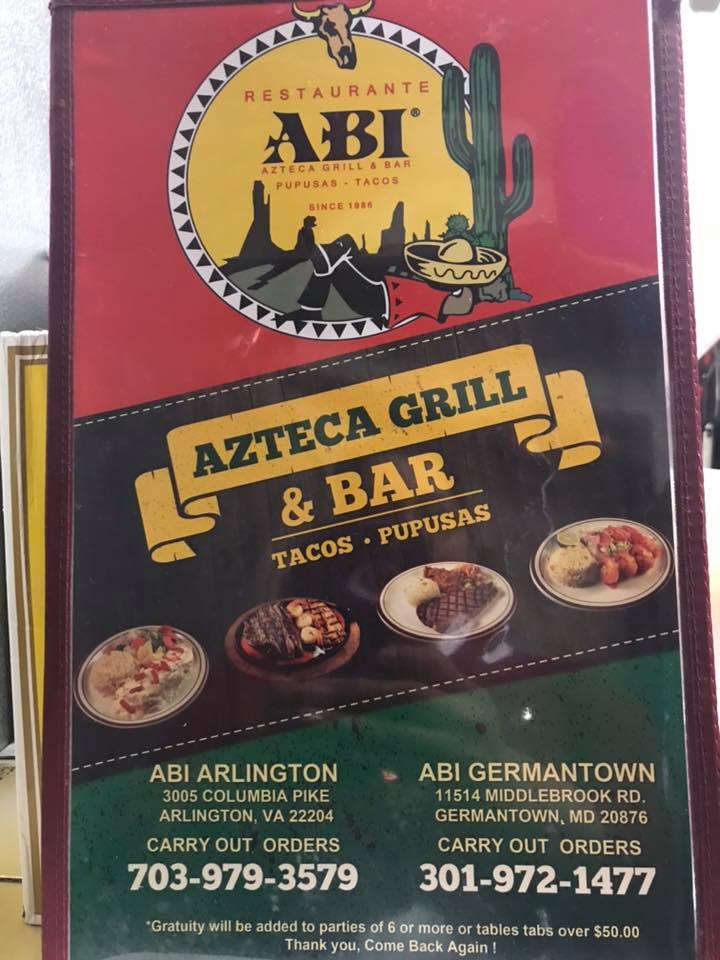 RESTAURANTE
ABI®
AZTECA GRILL & BAR
PUPUSAS - TACOS
SINCE 1986
AZTECA GRILL
& BAR
TACOS • PUPUSAS
ABI ARLINGTON
3005 COLUMBIA PIKE
ARLINGTON, VA 22204
CARRY OUT ORDERS
703-979-3579
ABI GERMANTOWN
11514 MIDDLEBROOK RD.
GERMANTOWN, MD 20876
CARRY OUT ORDERS
301-972-1477
*Gratuity will be added to parties of 6 or more or tables tabs over $50.00
Thank you, Come Back Again !